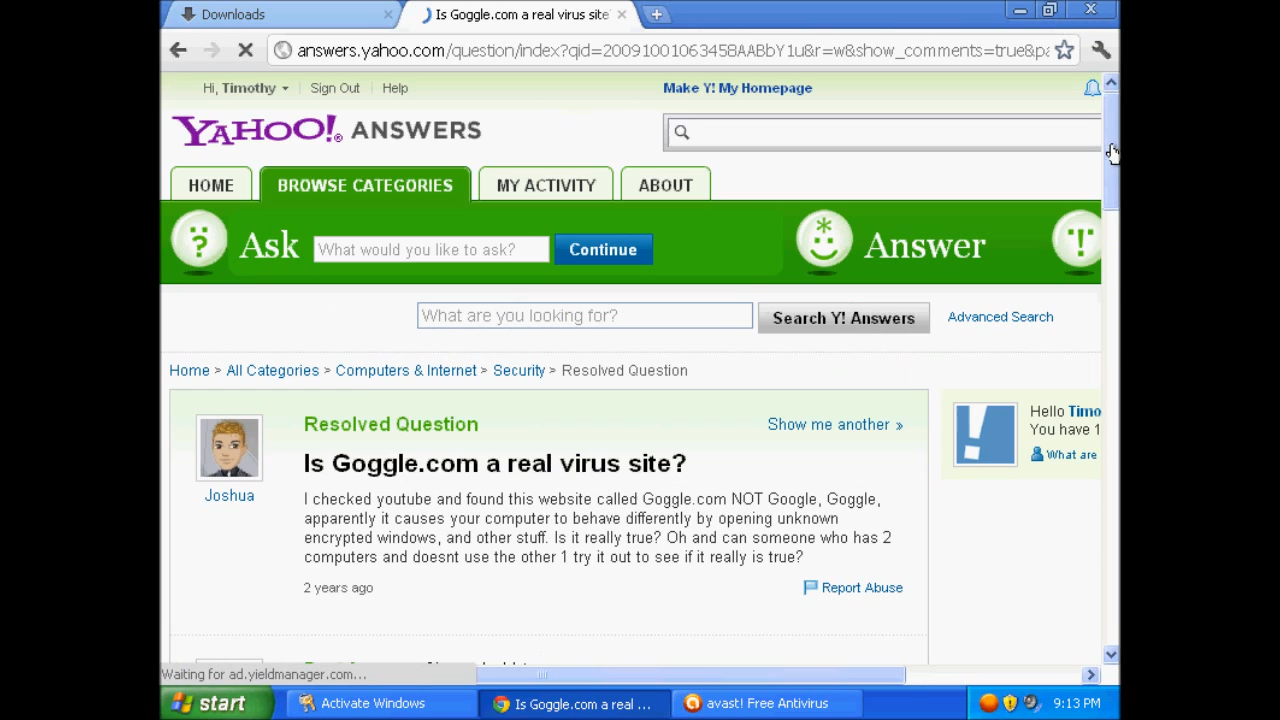 Downloads
Is Goggle.com a real virus site
answers.yahoo.com/question/index?qid=20091001063458AABbY1u&r=w&show_comments=true&pa
Hi, Timothy
Sign Out
Help
Make Y! My Homepage
YAHOO! ANSWERS
HOME
BROWSE CATEGORIES
MY ACTIVITY
ABOUT
Ask
What would you like to ask?
Continue
Answer
What are you looking for?
Search Y! Answers
Advanced Search
Home > All Categories > Computers & Internet > Security > Resolved Question
Resolved Question
Show me another »
Is Goggle.com a real virus site?
Joshua
I checked youtube and found this website called Goggle.com NOT Google, Goggle,
apparently it causes your computer to behave differently by opening unknown
encrypted windows, and other stuff. Is it really true? Oh and can someone who has 2
computers and doesnt use the other 1 try it out to see if it really is true?
2 years ago
Report Abuse
Hello Timo
You have 1
What are
Waiting for ad.yieldmanager.com...
start
Activate Windows
Is Goggle.com a real ...
avast! Free Antivirus
9:13 PM